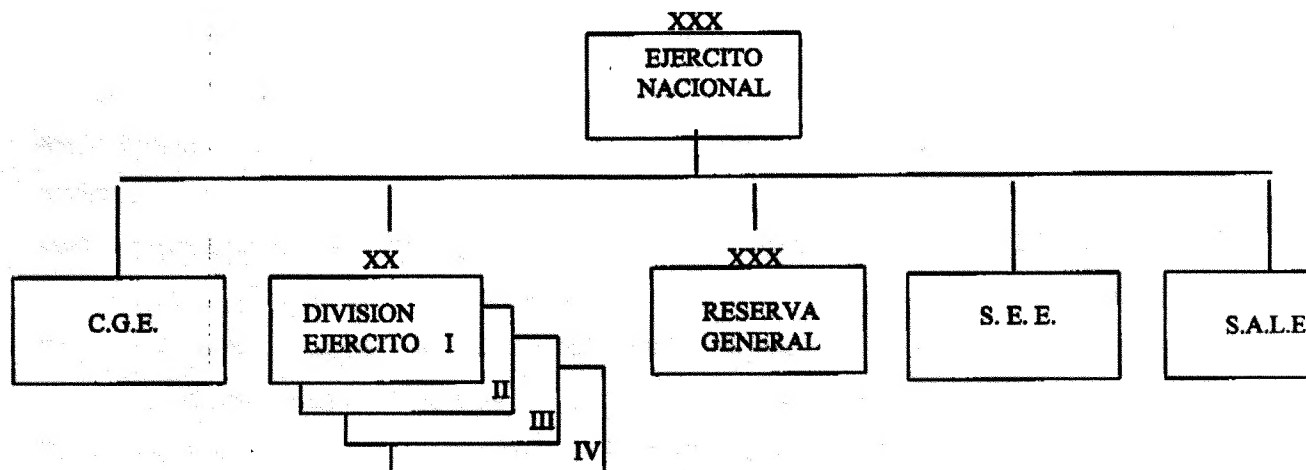 XXX
EJERCITO
NACIONAL
XX
XXX
C.G.E.
DIVISION
EJERCITO I
II
III
IV
RESERVA
GENERAL
S. E. E.
S.A.L.E